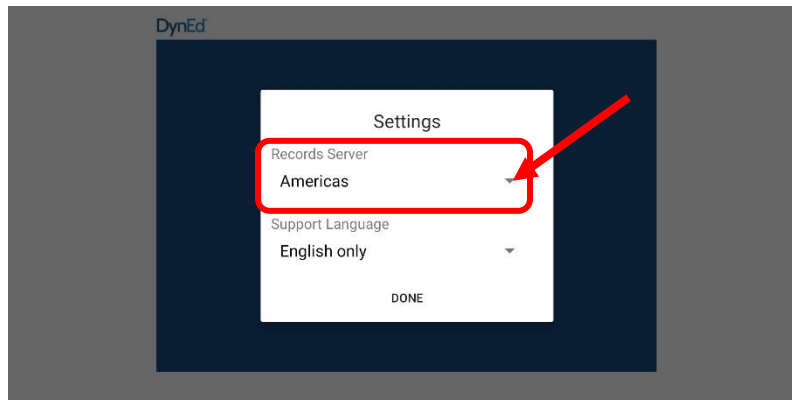 DynEd
Settings
Records Server
Americas
Support Language
English only
DONE